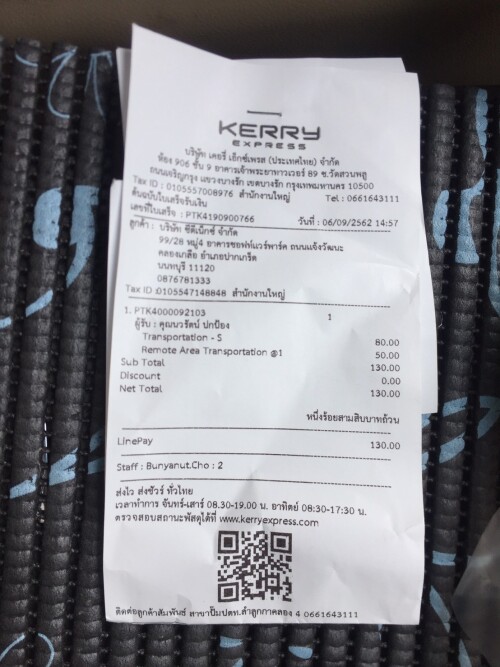 KERRY
EXPRESS
บริษัท เคอรี่ เอ็กซ์เพรส (ประเทศไทย) จำกัด
ห้อง 906 ชั้น 9 อาคารเจ้าพระยาทาวเวอร์ 89 ซ.วัดสวนพลู
ถนนเจริญกรุง แขวงบางรัก เขตบางรัก กรุงเทพมหานคร 10500
Tax ID : 0105557008976 สำนักงานใหญ่ Tel : 0661643111
ต้นฉบับใบเสร็จรับเงิน
เลขที่ใบเสร็จ : PTK4190900766 วันที่ : 06/09/2562 14:57
ลูกค้า : บริษัท ซีดีเน็กซ์ จำกัด
99/28 หมู่4 อาคารซอฟท์แวร์พาร์ค ถนนแจ้งวัฒนะ
คลองเกลือ อำเภอปากเกร็ด
นนทบุรี 11120
0876781333
Tax ID :0105547148848 สำนักงานใหญ่
1. PTK4000092103 1
ผู้รับ : คุณนวรัตน์ ปกป้อง
Transportation - S 80.00
Remote Area Transportation @1 50.00
Sub Total 130.00
Discount 0.00
Net Total 130.00
หนึ่งร้อยสามสิบบาทถ้วน
LinePay 130.00
Staff : Bunyanut.Cho : 2
ส่งไว ส่งชัวร์ ทั่วไทย
เวลาทำการ จันทร์-เสาร์ 08.30-19.00 น. อาทิตย์ 08:30-17:30 น.
ตรวจสอบสถานะพัสดุได้ที่ www.kerryexpress.com
ติดต่อลูกค้าสัมพันธ์ สาขาปั๊มปตท.ลำลูกกาคลอง 4 0661643111